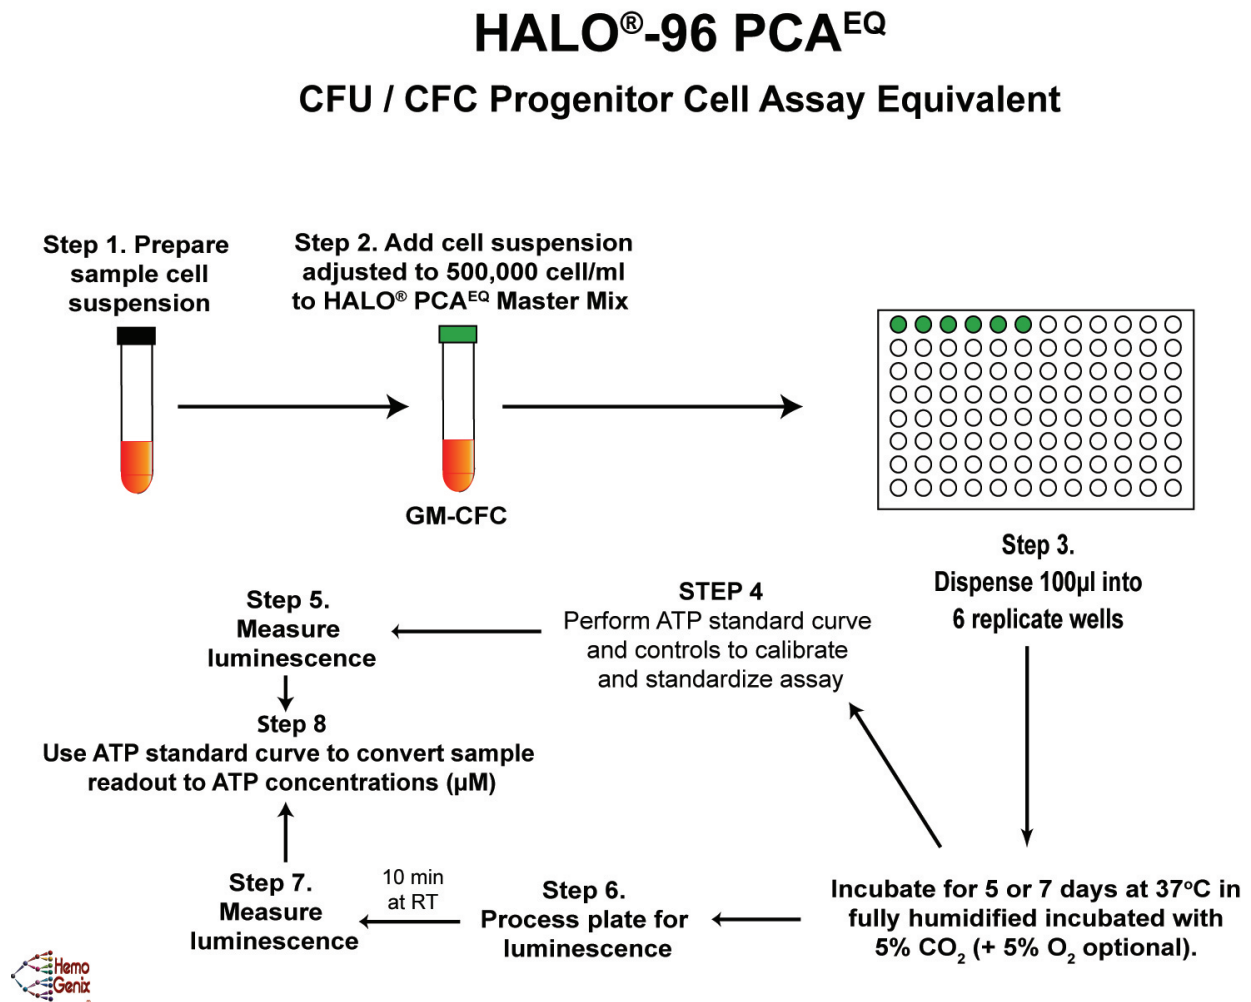 HALO®-96 PCAEQ
CFU / CFC Progenitor Cell Assay Equivalent
Step 1. Prepare
sample cell
suspension
Step 2. Add cell suspension
adjusted to 500,000 cell/ml
to HALO® PCAEQ Master Mix
GM-CFC
Step 3.
Dispense 100µl into
6 replicate wells
STEP 4
Perform ATP standard curve
and controls to calibrate
and standardize assay
Step 5.
Measure
luminescence
Step 8
Use ATP standard curve to convert sample
readout to ATP concentrations (µM)
Step 7.
Measure
luminescence
10 min
at RT
Step 6.
Process plate for
luminescence
Incubate for 5 or 7 days at 37oC in
fully humidified incubated with
5% CO2 (+ 5% O2 optional).
Hemo
Genix